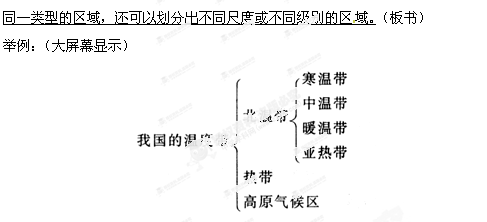 同一类型的区域，还可以划分出不同尺度或不同级别的区域。（板书）
举例：（大屏幕显示）
寒温带
中温带
暖温带
亚热带
我国的温度
热带
高原气候区